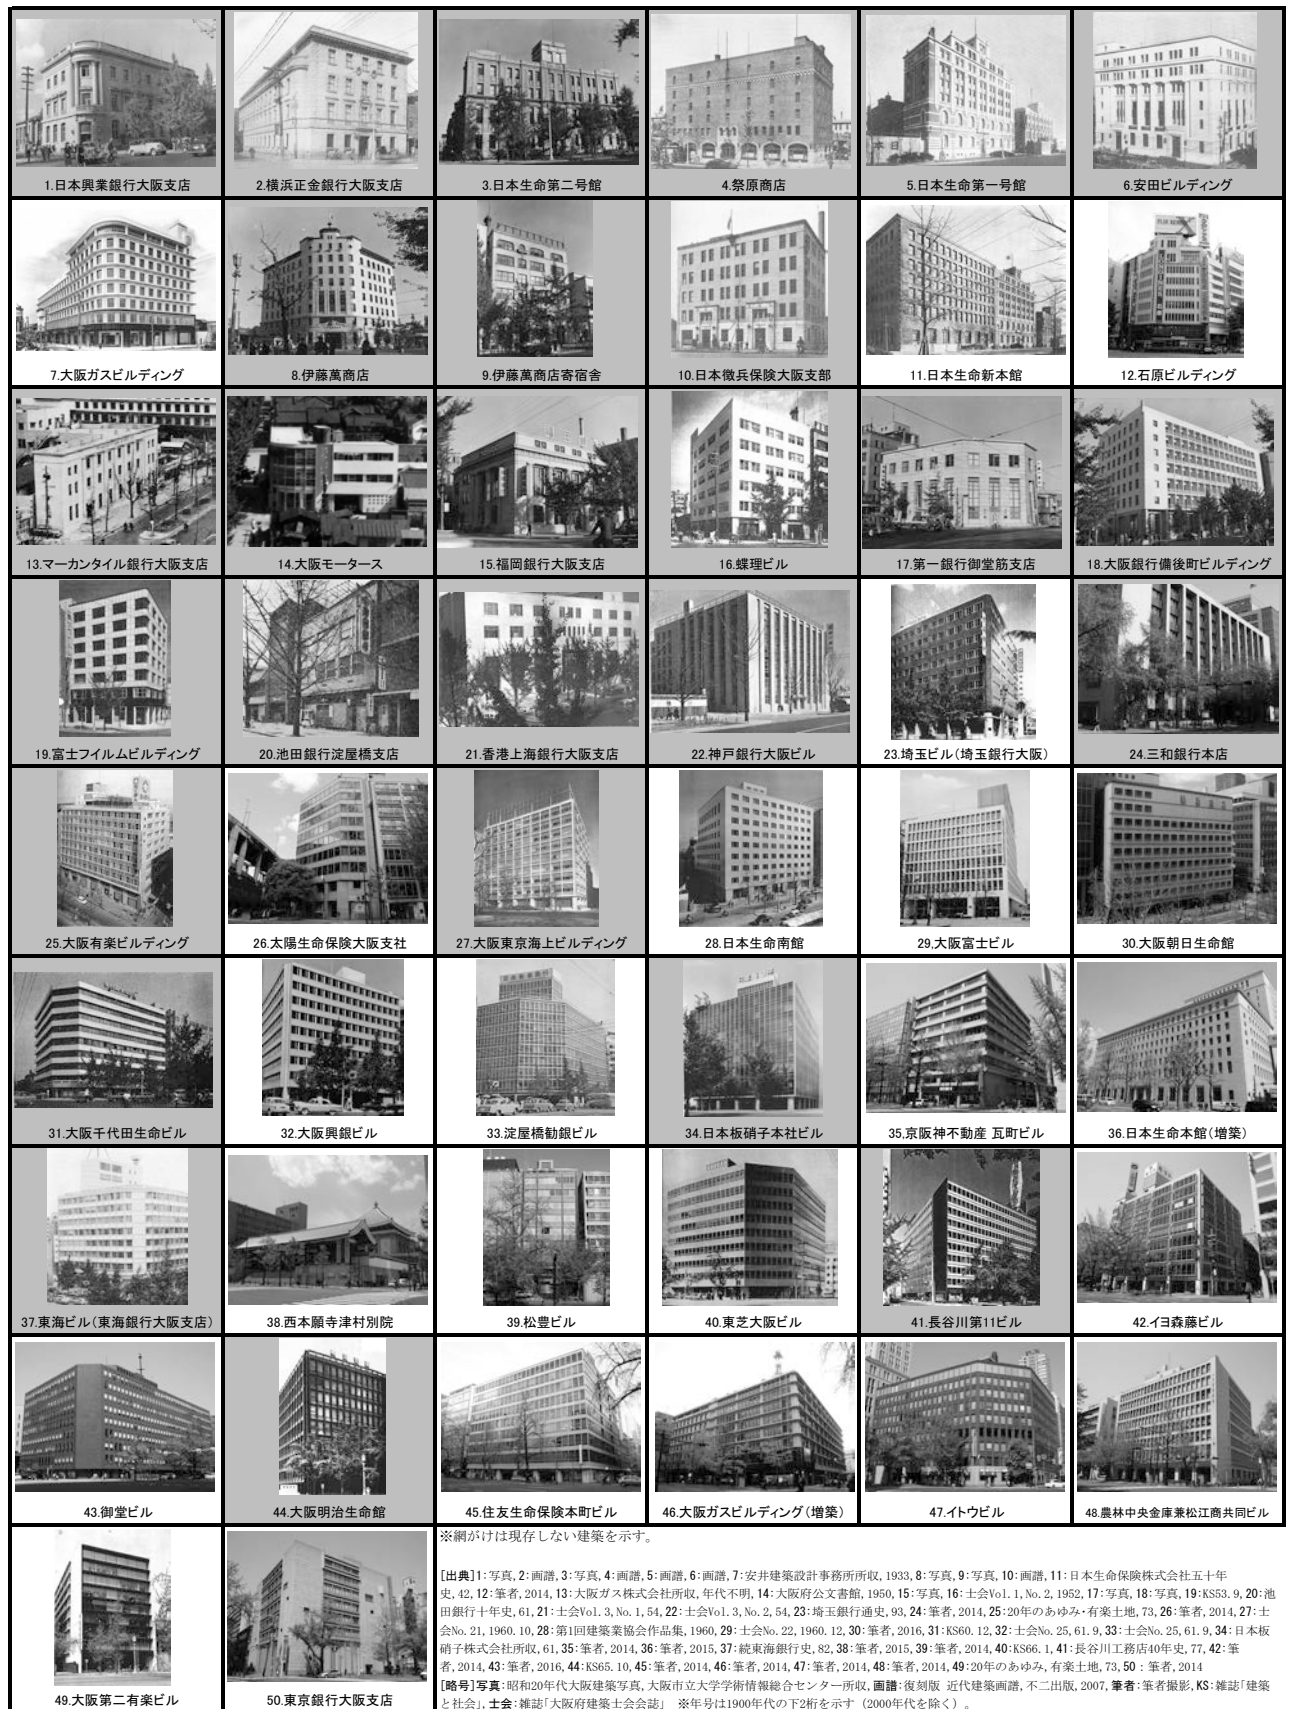 1.日本興業銀行大阪支店
2.横浜正金銀行大阪支店
3.日本生命第二号館
4.祭原商店
5.日本生命第一号館
6.安田ビルディング
7.大阪ガスビルディング
8.伊藤萬商店
9.伊藤萬商店寄宿舎
10.日本徴兵保険大阪支部
11.日本生命新本館
12.石原ビルディング
13.マーカンタイル銀行大阪支店
14.大阪モータース
15.福岡銀行大阪支店
16.蝶理ビル
17.第一銀行御堂筋支店
18.大阪銀行備後町ビルディング
19.富士フイルムビルディング
20.池田銀行淀屋橋支店
21.香港上海銀行大阪支店
22.神戸銀行大阪ビル
23.埼玉ビル(埼玉銀行大阪)
24.三和銀行本店
25.大阪有楽ビルディング
26.太陽生命保険大阪支社
27.大阪東京海上ビルディング
28.日本生命南館
29.大阪富士ビル
30.大阪朝日生命館
31.大阪千代田生命ビル
32.大阪興銀ビル
33.淀屋橋勧銀ビル
34.日本板硝子本社ビル
35.京阪神不動産 瓦町ビル
36.日本生命本館(増築)
37.東海ビル(東海銀行大阪支店)
38.西本願寺津村別院
39.松豊ビル
40.東芝大阪ビル
41.長谷川第11ビル
42.イヨ森藤ビル
43.御堂ビル
44.大阪明治生命館
45.住友生命保険本町ビル
46.大阪ガスビルディング(増築)
47.イトウビル
48.農林中央金庫兼松江商共同ビル
49.大阪第二有楽ビル
50.東京銀行大阪支店
※網がけは現存しない建築を示す。
[出典]1:写真,2:画譜,3:写真,4:画譜,5:画譜,6:画譜,7:安井建築設計事務所所収,1933,8:写真,9:写真,10:画譜,11:日本生命保険株式会社五十年
史,42,12:筆者,2014,13:大阪ガス株式会社所収,年代不明,14:大阪府公文書館,1950,15:写真,16:士会Vol.1,No.2,1952,17:写真,18:写真,19:KS53.9,20:池
田銀行十年史,61,21:士会Vol.3,No.1,54,22:士会Vol.3,No.2,54,23:埼玉銀行通史,93,24:筆者,2014,25:20年のあゆみ・有楽土地,73,26:筆者,2014,27:士
会No.21,1960.10,28:第1回建築業協会作品集,1960,29:士会No.22,1960.12,30:筆者,2016,31:KS60.12,32:士会No.25,61.9,33:士会No.25,61.9,34:日本板
硝子株式会社所収,61,35:筆者,2014,36:筆者,2015,37:続東海銀行史,82,38:筆者,2015,39:筆者,2014,40:KS66.1,41:長谷川工務店40年史,77,42:筆
者,2014,43:筆者,2016,44:KS65.10,45:筆者,2014,46:筆者,2014,47:筆者,2014,48:筆者,2014,49:20年のあゆみ,有楽土地,73,50:筆者,2014
[略号]写真:昭和20年代大阪建築写真,大阪市立大学学術情報総合センター所収,画譜:復刻版 近代建築画譜,不二出版,2007,筆者:筆者撮影,KS:雑誌「建築
と社会」,士会:雑誌「大阪府建築士会会誌」 ※年号は1900年代の下2桁を示す(2000年代を除く)。